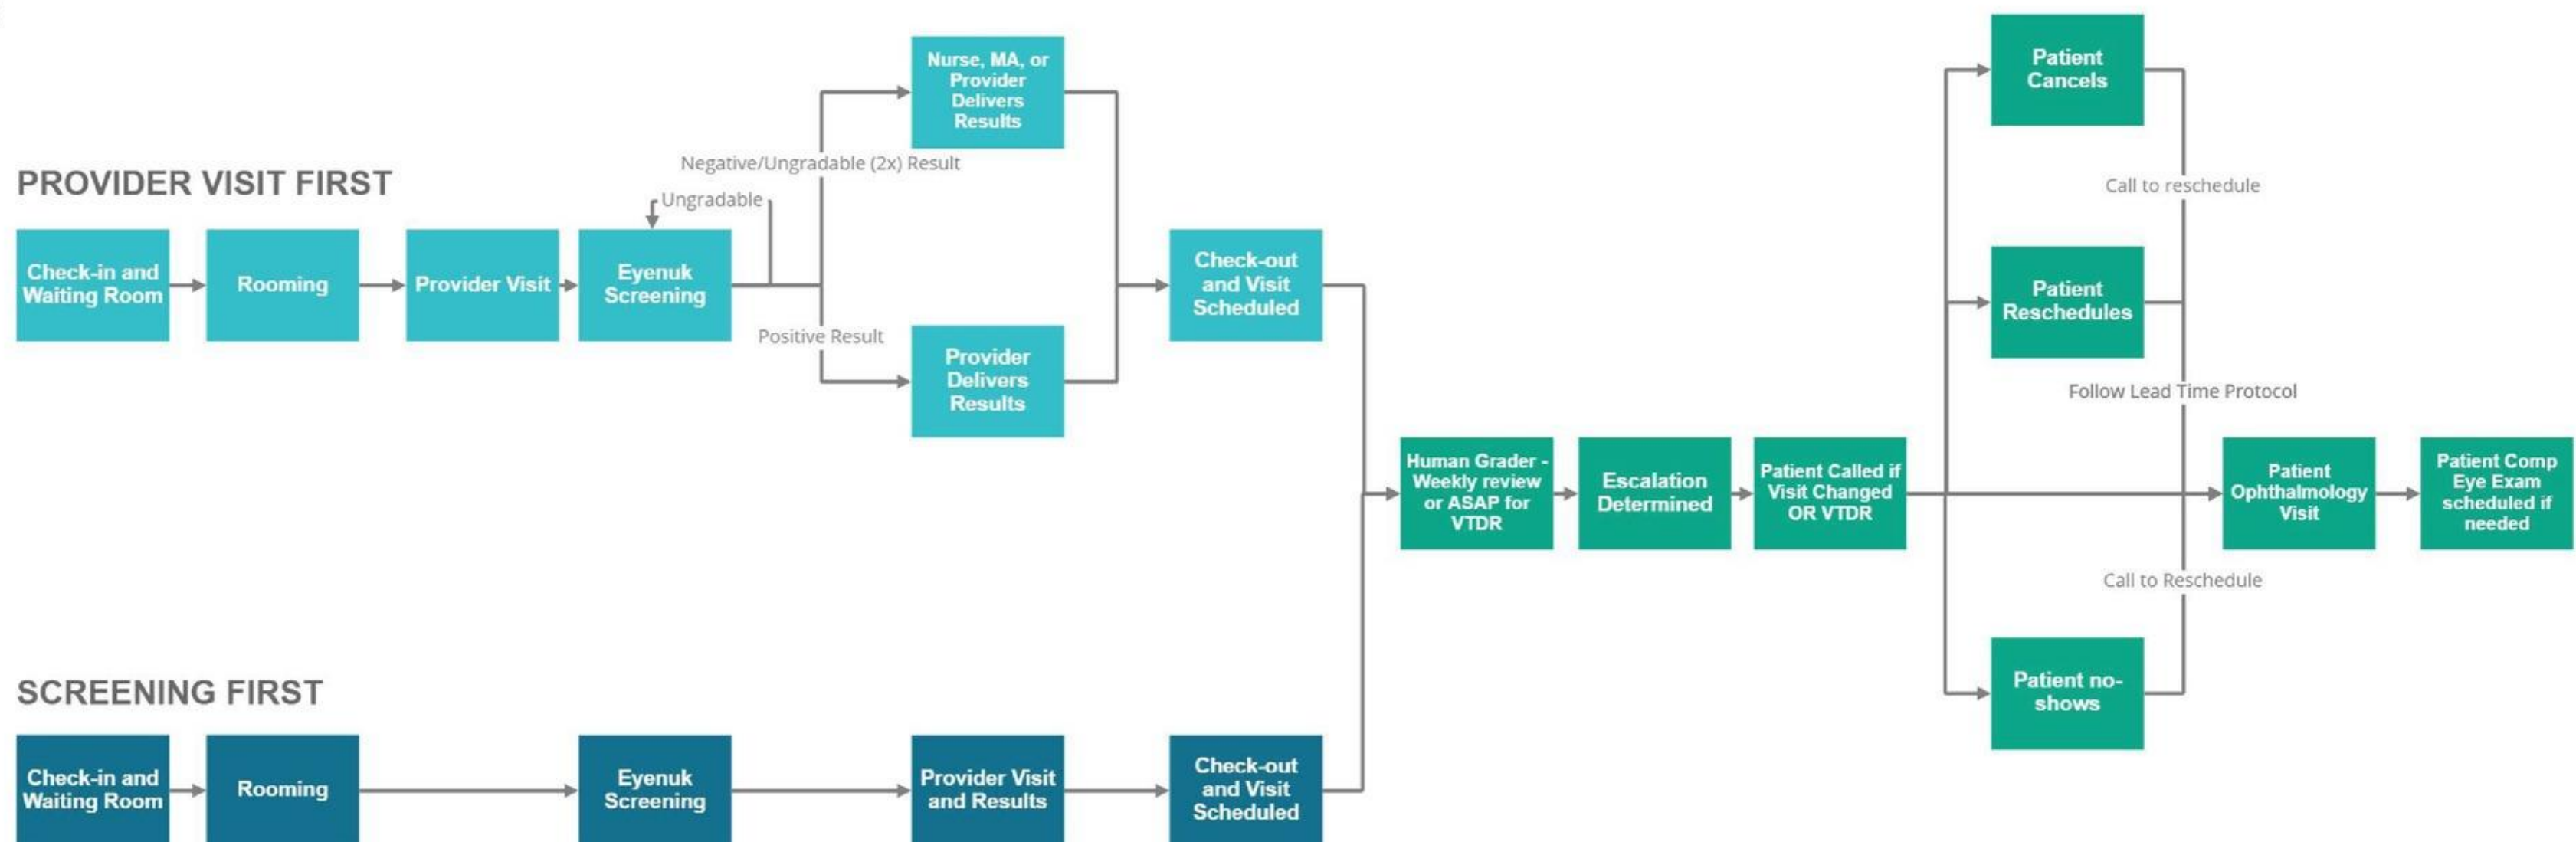 PROVIDER VISIT FIRST
Check-in and
Waiting Room
Rooming
Provider Visit
Eyenuk
Screening
Ungradable
Negative/Ungradable (2x) Result
Positive Result
Nurse, MA, or
Provider
Delivers
Results
Provider
Delivers
Results
Check-out
and Visit
Scheduled
SCREENING FIRST
Check-in and
Waiting Room
Rooming
Eyenuk
Screening
Provider Visit
and Results
Check-out
and Visit
Scheduled
Human Grader -
Weekly review
or ASAP for
VTDR
Escalation
Determined
Patient Called if
Visit Changed
OR VTDR
Patient
Cancels
Call to reschedule
Patient
Reschedules
Follow Lead Time Protocol
Patient no-
shows
Call to Reschedule
Patient
Ophthalmology
Visit
Patient Comp
Eye Exam
scheduled if
needed